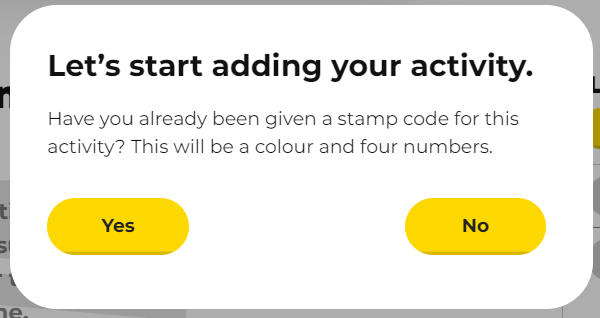 Let’s start adding your activity.
Have you already been given a stamp code for this
activity? This will be a colour and four numbers.
Yes
No